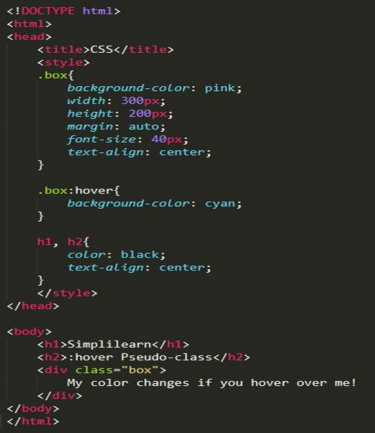 <!DOCTYPE html>
<html>
<head>
    <title>CSS</title>
    <style>
    .box{
        background-color: pink;
        width: 300px;
        height: 200px;
        margin: auto;
        font-size: 40px;
        text-align: center;
    }

    .box:hover{
        background-color: cyan;
    }

    h1, h2{
        color: black;
        text-align: center;
    }
    </style>
</head>

<body>
    <h1>Simplilearn</h1>
    <h2>:hover Pseudo-class</h2>
    <div class="box">
        My color changes if you hover over me!
    </div>
</body>
</html>